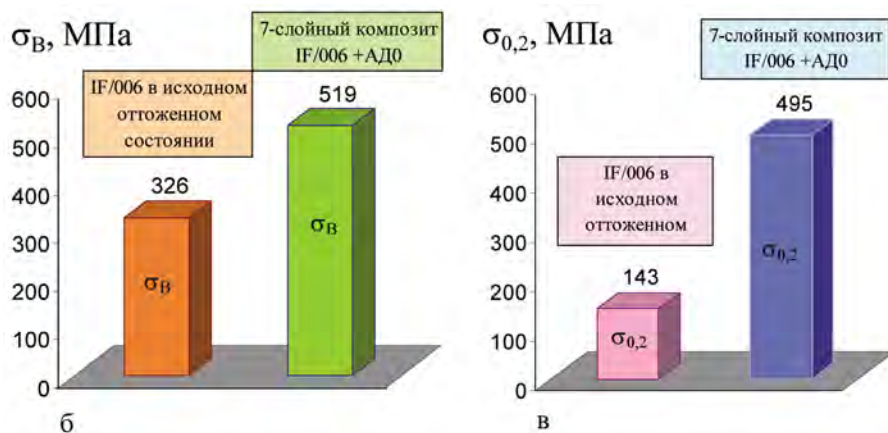 σВ, МПа
7-слойный композит
IF/006 +АД0
IF/006 в исходном
оттоженном
состоянии
600
500
400
300
200
100
0
326
519
σВ
σВ
б
σ0,2, МПа
7-слойный композит
IF/006 +АД0
IF/006 в
исходном
оттоженном
600
500
400
300
200
100
0
143
495
σ0,2
σ0,2
в